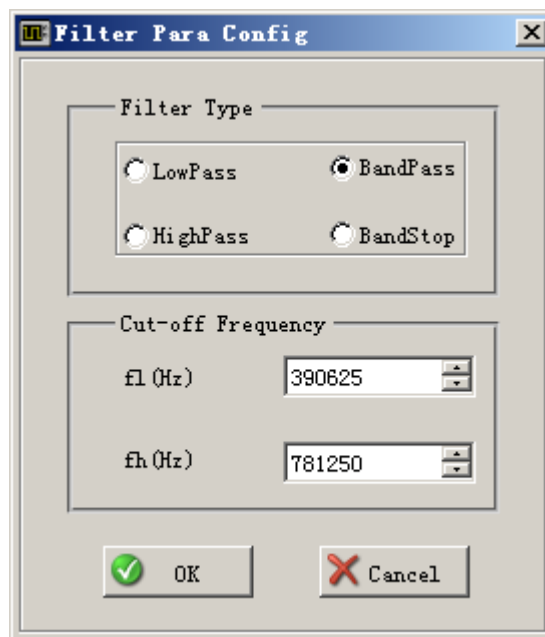 Filter Para Config
Filter Type
LowPass BandPass
HighPass BandStop
Cut-off Frequency
fl(Hz) 390625
fh(Hz) 781250
OK Cancel